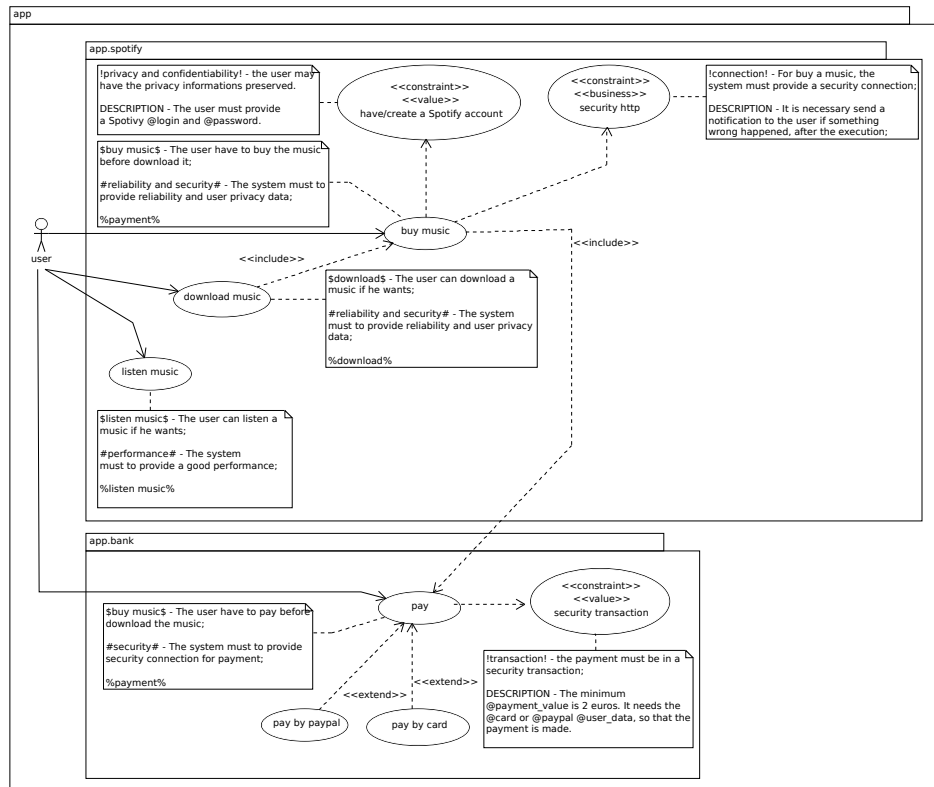 app
app.spotify
!privacy and confidentiability! - the user may
have the privacy informations preserved.
DESCRIPTION - The user must provide
a Spotivy @login and @password.
<<constraint>>
<<value>>
have/create a Spotify account
<<constraint>>
<<business>>
security http
!connection! - For buy a music, the
system must provide a security connection;
DESCRIPTION - It is necessary send a
notification to the user if something
wrong happened, after the execution;
$buy music$ - The user have to buy the music
before download it;
#reliability and security# - The system must to
provide reliability and user privacy data;
%payment%
buy music
user
<<include>>
<<include>>
download music
$download$ - The user can download a
music if he wants;
#reliability and security# - The system
must to provide reliability and user privacy
data;
%download%
listen music
$listen music$ - The user can listen a
music if he wants;
#performance# - The system
must to provide a good performance;
%listen music%
app.bank
pay
<<constraint>>
<<value>>
security transaction
$buy music$ - The user have to pay before
download the music;
#security# - The system must to provide
security connection for payment;
%payment%
!transaction! - the payment must be in a
security transaction;
DESCRIPTION - The minimum
@payment_value is 2 euros. It needs the
@card or @paypal @user_data, so that the
payment is made.
<<extend>>
<<extend>>
pay by paypal
pay by card